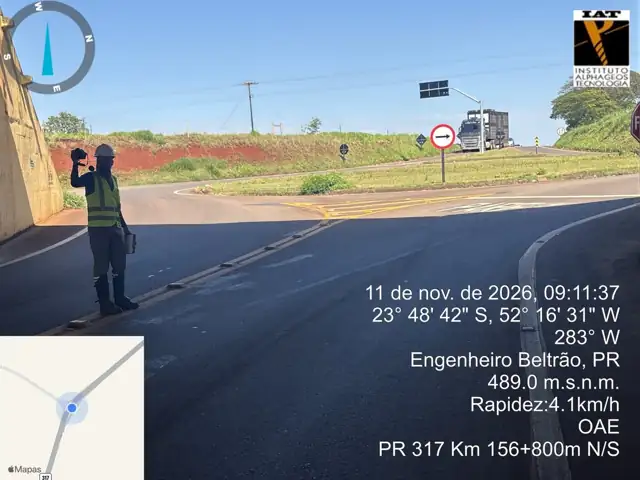 IAT
INSTITUTO
ALPHAGEOS
TECNOLOGIA
W
N
S
E
11 de nov. de 2026, 09:11:37
23° 48' 42" S, 52° 16' 31" W
283° W
Engenheiro Beltrão, PR
489.0 m.s.n.m.
Rapidez:4.1km/h
OAE
PR 317 Km 156+800m N/S
Mapas
317